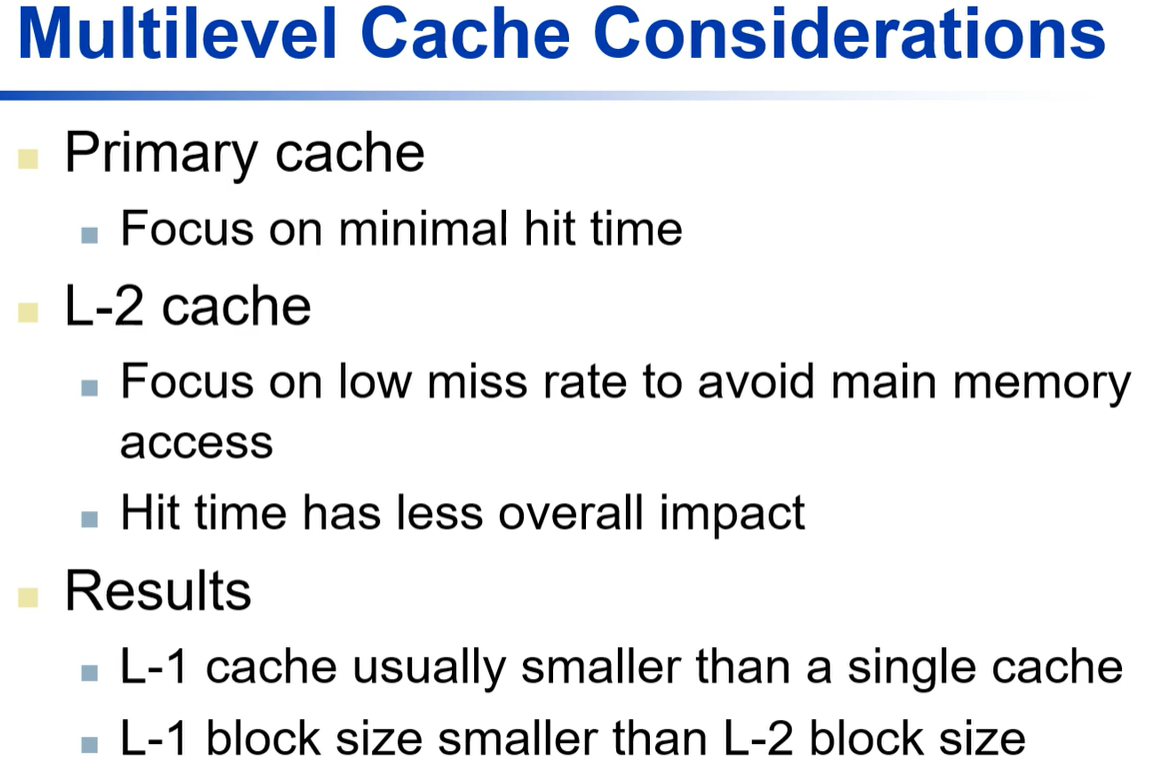 Multilevel Cache Considerations
Primary cache
Focus on minimal hit time
L-2 cache
Focus on low miss rate to avoid main memory
access
Hit time has less overall impact
Results
L-1 cache usually smaller than a single cache
L-1 block size smaller than L-2 block size